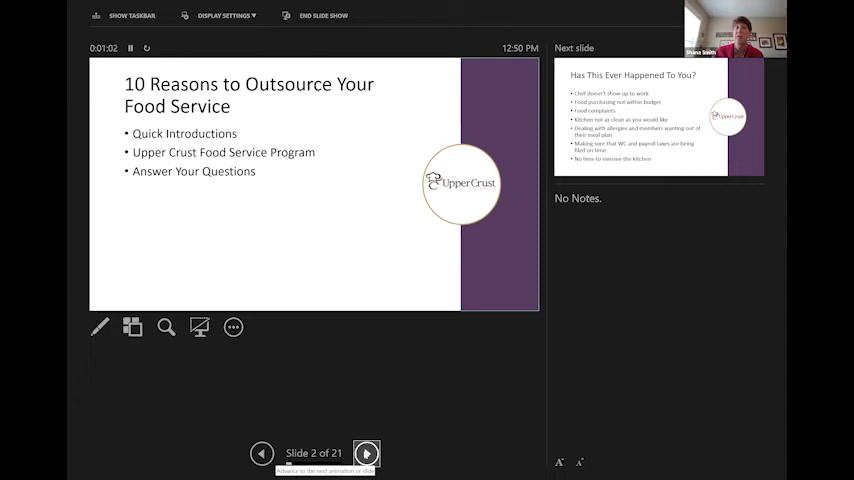 SHOW TASKBAR
DISPLAY SETTINGS ▼
END SLIDE SHOW
0:01:02
12:50 PM
10 Reasons to Outsource Your
Food Service
• Quick Introductions
• Upper Crust Food Service Program
• Answer Your Questions
UpperCrust
Slide 2 of 21
Advance to the next animation or slide
Shana Smith
Next slide
Has This Ever Happened To You?
• Chef doesn't show up to work
• Food purchasing not within budget
• Food complaints
• Kitchen not as clean as you would like
• Dealing with allergies and members wanting out of
their meal plan
• Making sure that WC and payroll taxes are being
filed on time
• No time to oversee the kitchen
UpperCrust
No Notes.
A
A